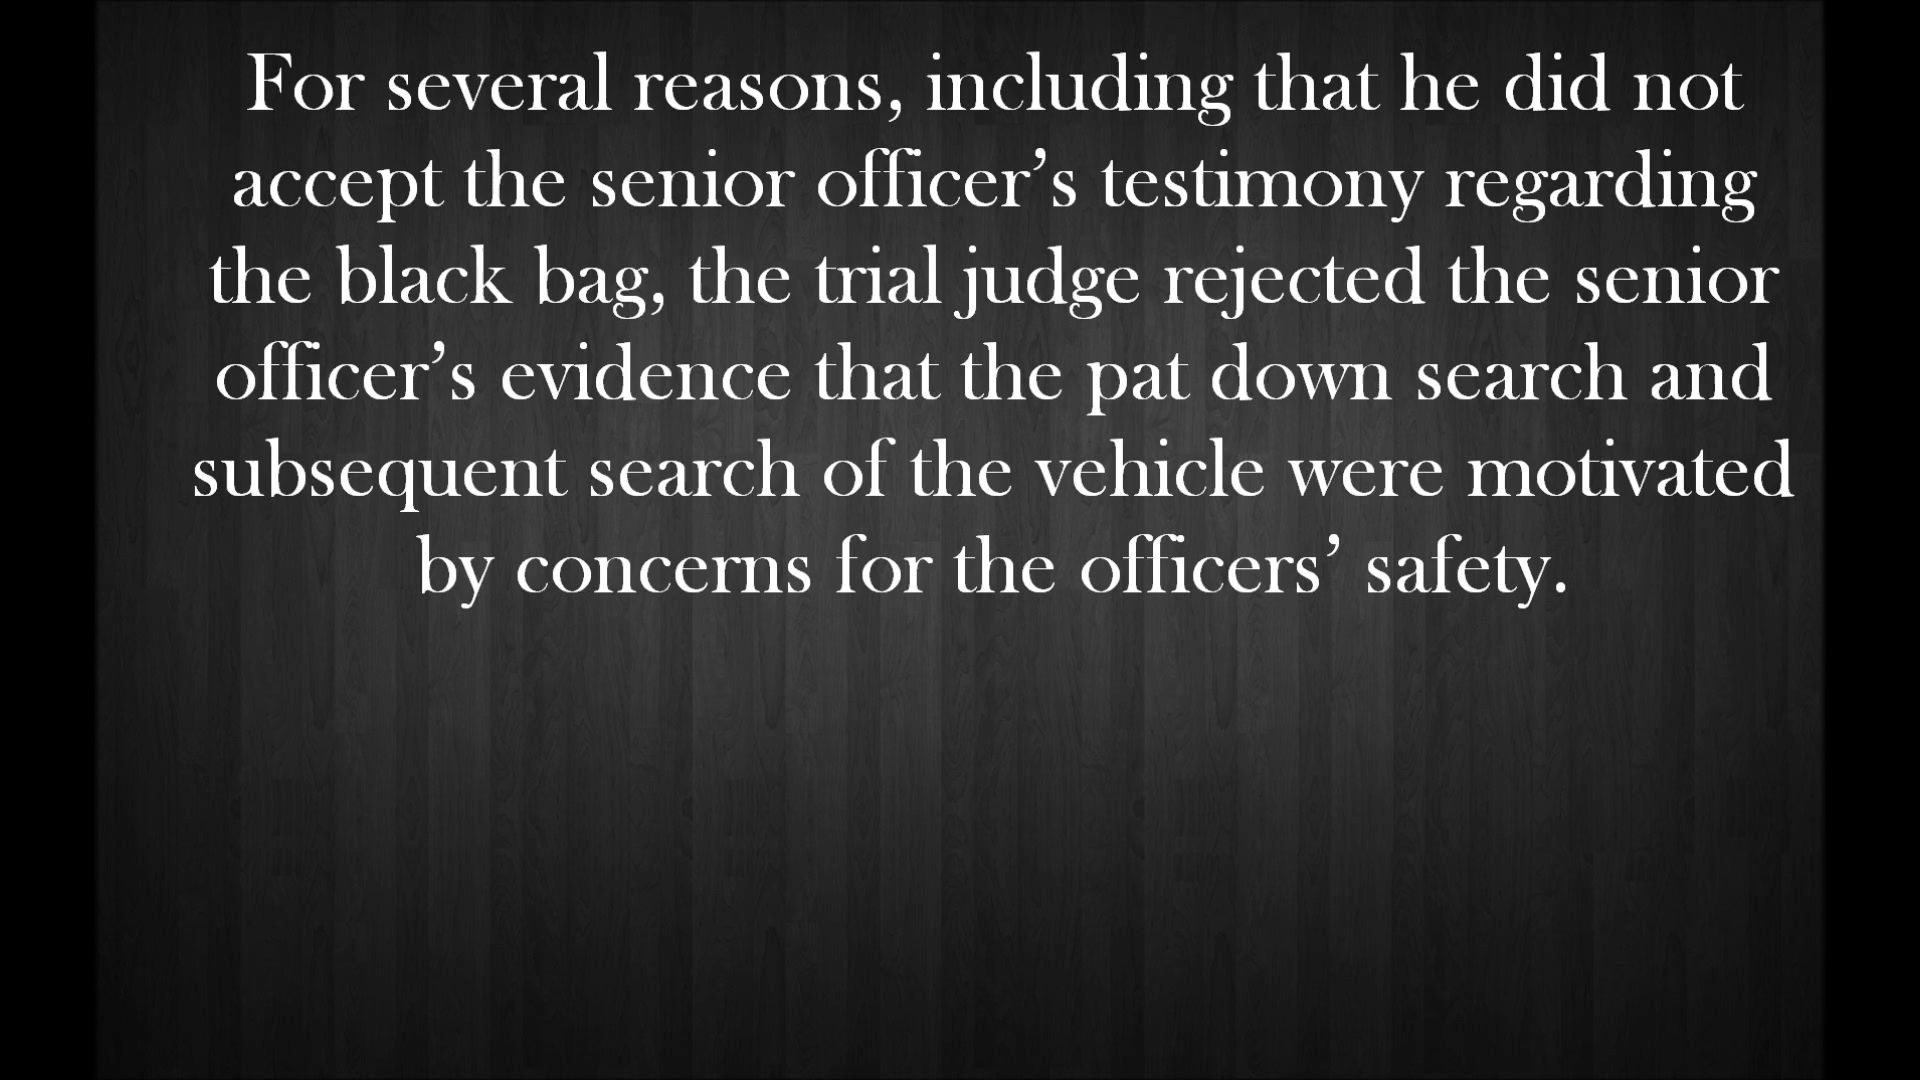 For several reasons, including that he did not
accept the senior officer’s testimony regarding
the black bag, the trial judge rejected the senior
officer’s evidence that the pat down search and
subsequent search of the vehicle were motivated
by concerns for the officers’ safety.